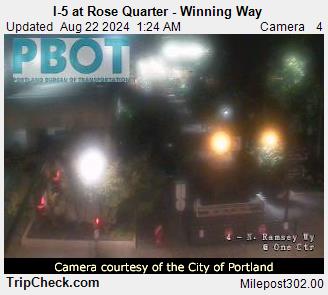 I-5 at Rose Quarter - Winning Way
Updated Aug 22 2024 1:24 AM Camera 4
PBOT
PORTLAND BUREAU OF TRANSPORTATION
4 - N. Ramsey Wy
@ One Ctr
Camera courtesy of the City of Portland
TripCheck.com Milepost302.00